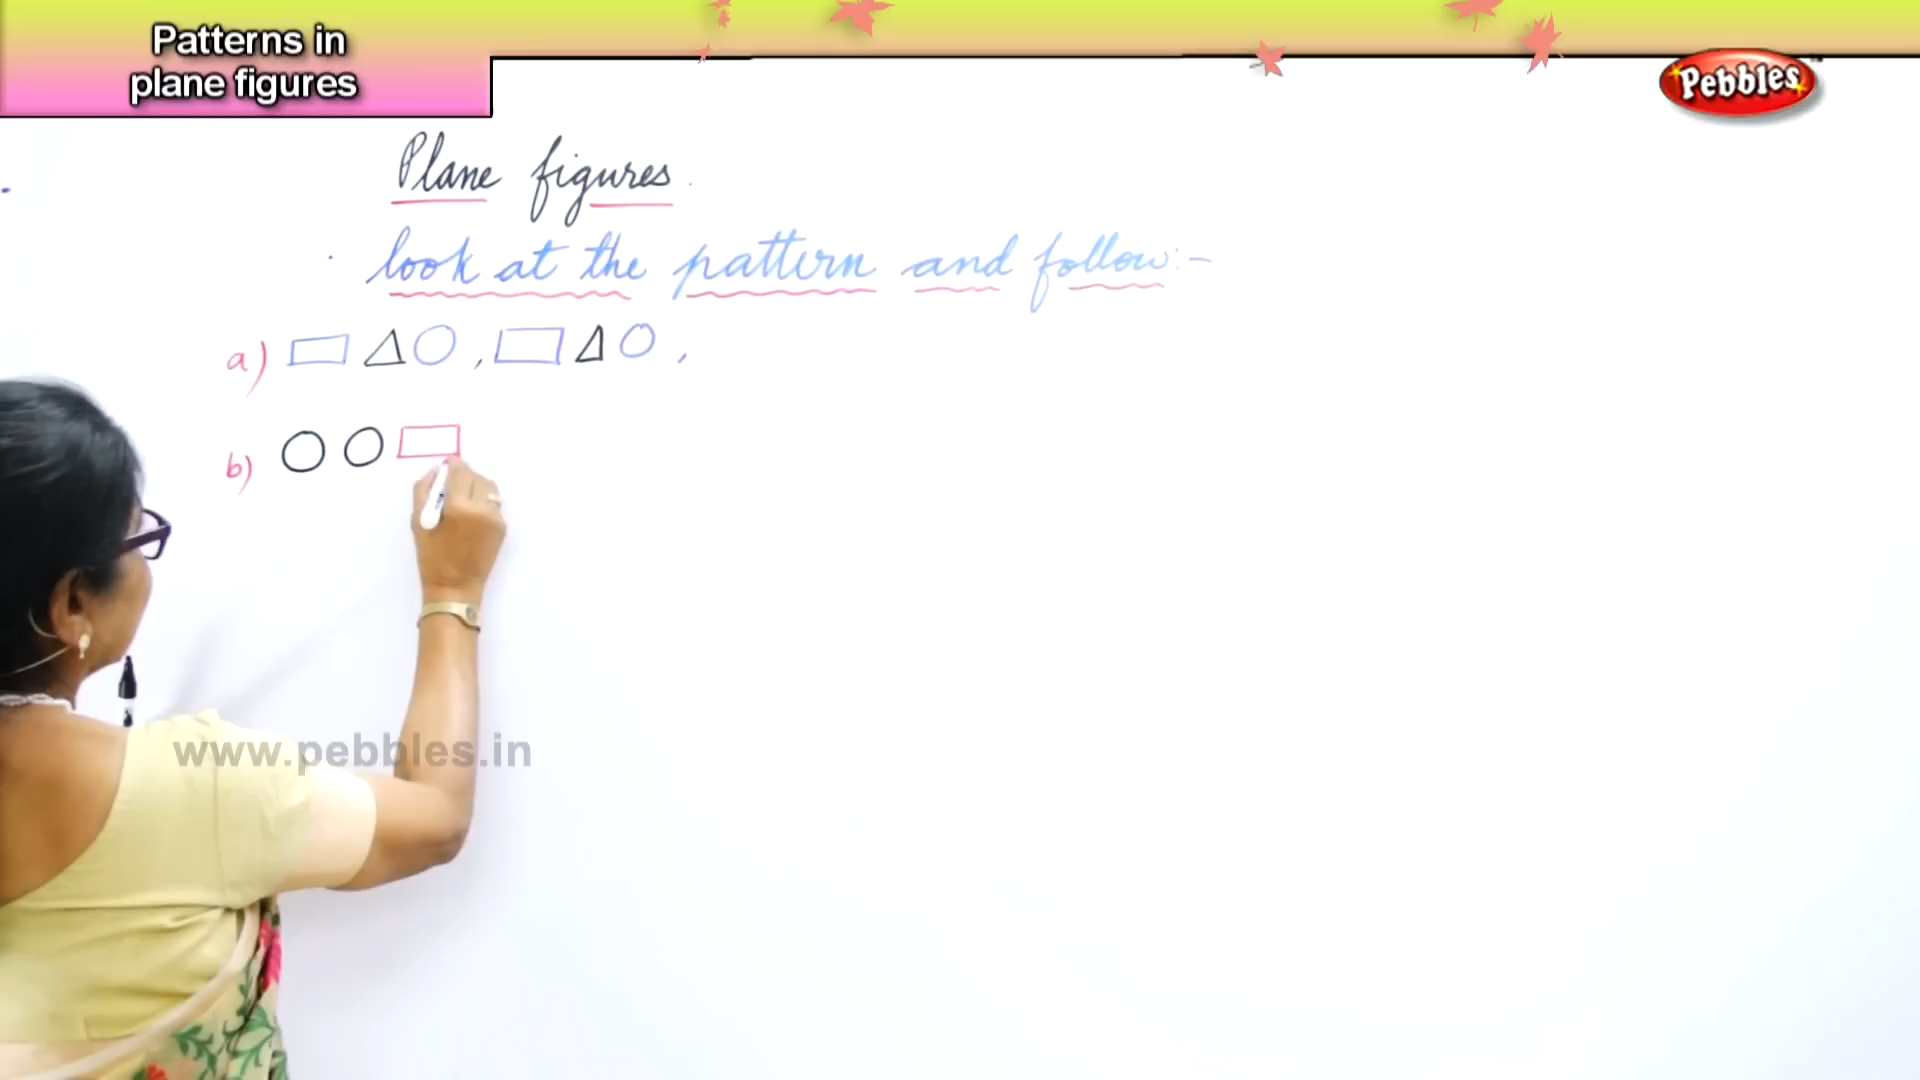 Patterns in
plane figures
Pebbles
Plane figures.
look at the pattern and follow:-
a) , ,
b)
www.pebbles.in